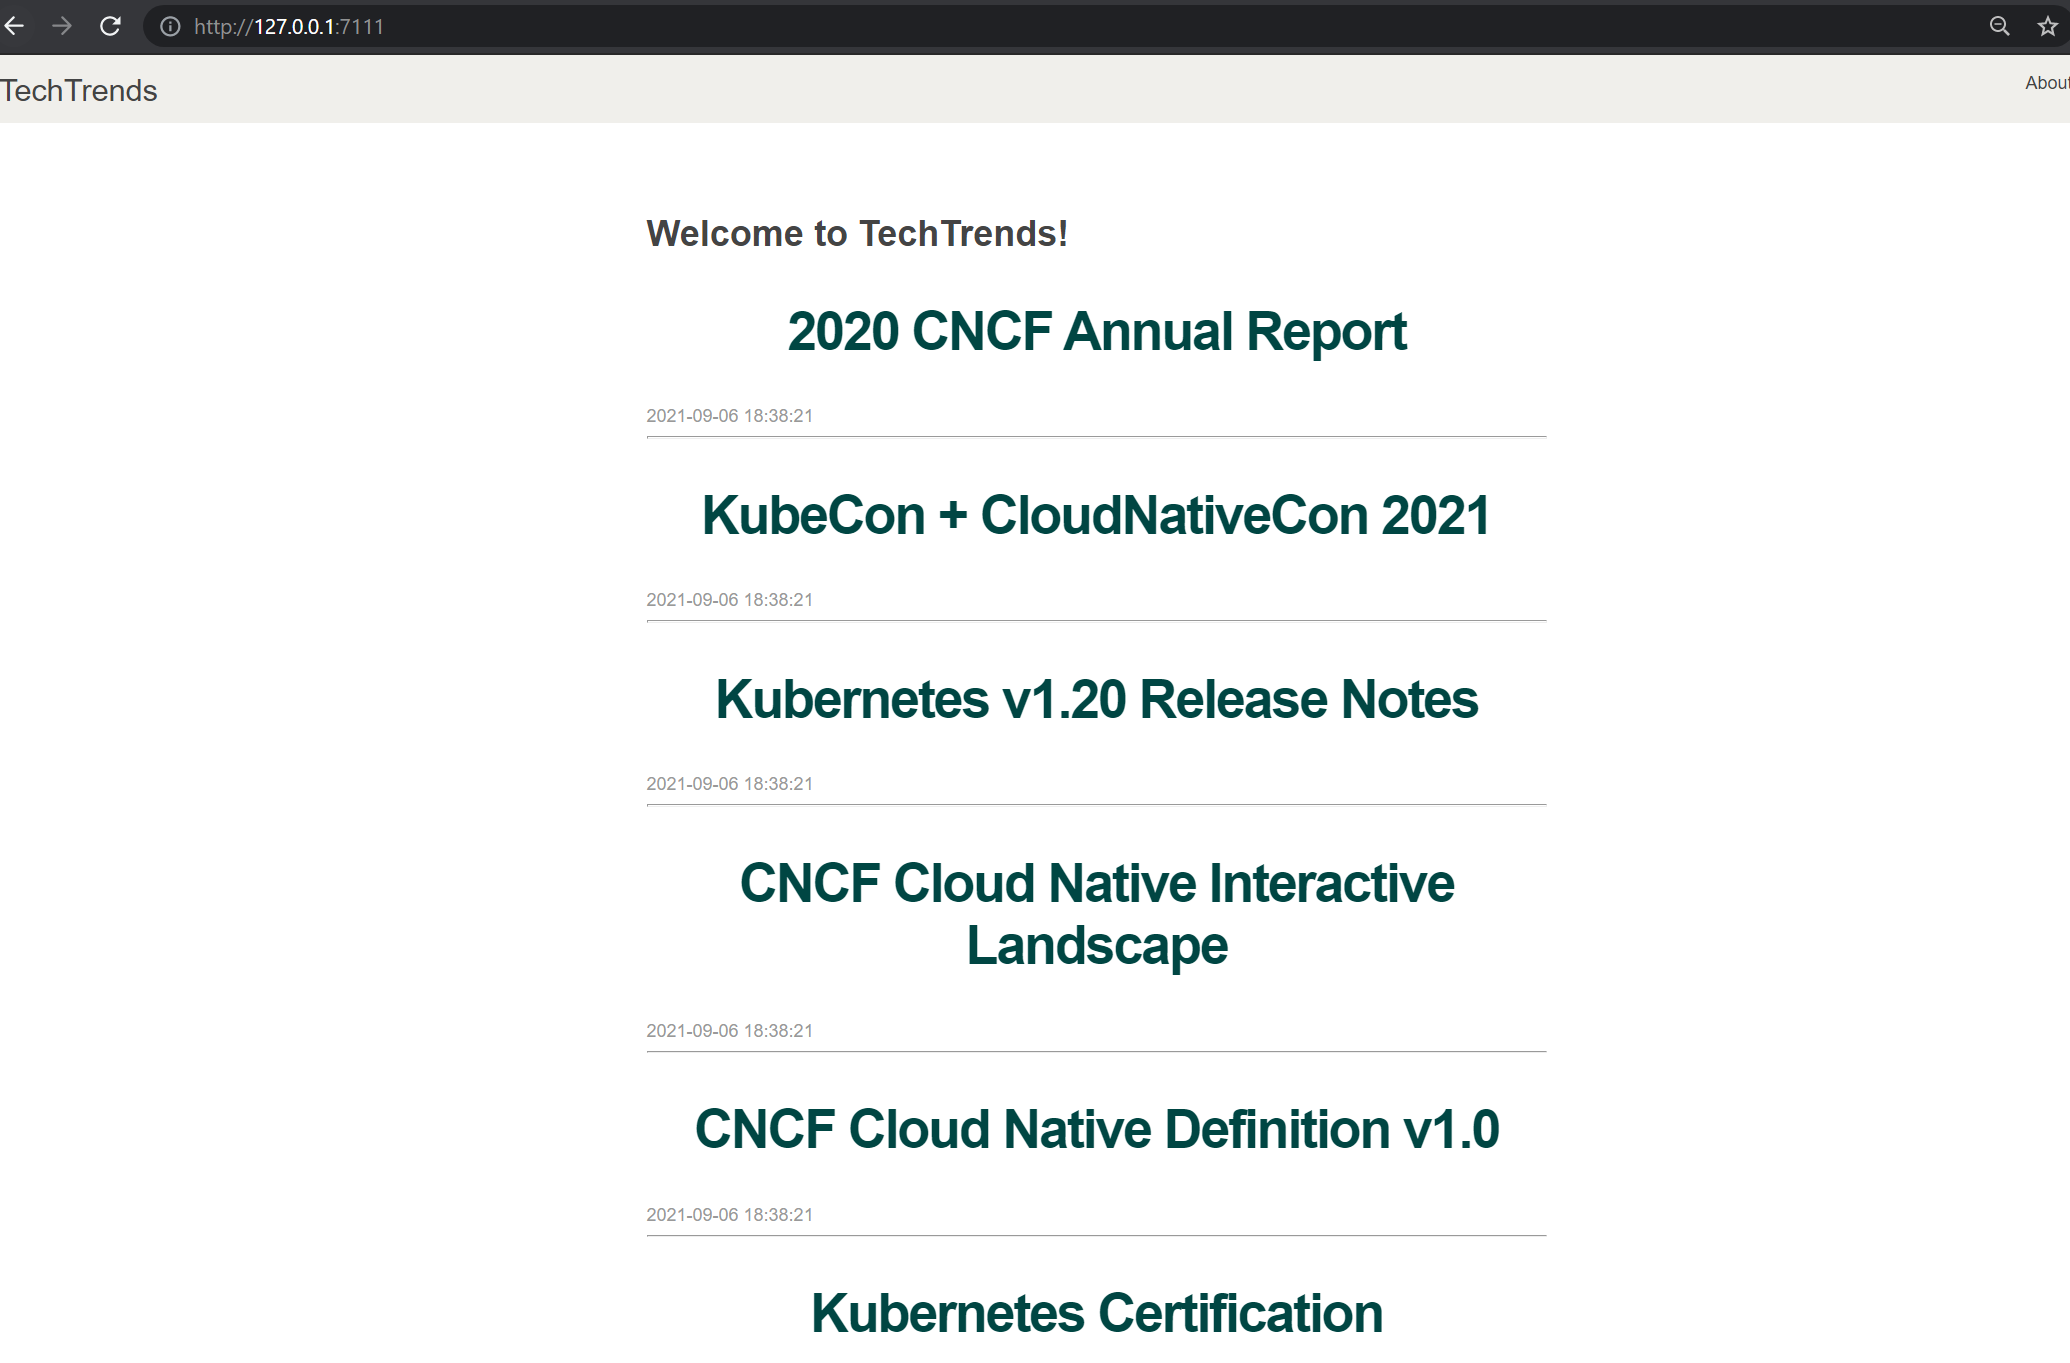 http://127.0.0.1:7111
TechTrends
Abou
Welcome to TechTrends!
2020 CNCF Annual Report
2021-09-06 18:38:21
KubeCon + CloudNativeCon 2021
2021-09-06 18:38:21
Kubernetes v1.20 Release Notes
2021-09-06 18:38:21
CNCF Cloud Native Interactive
Landscape
2021-09-06 18:38:21
CNCF Cloud Native Definition v1.0
2021-09-06 18:38:21
Kubernetes Certification